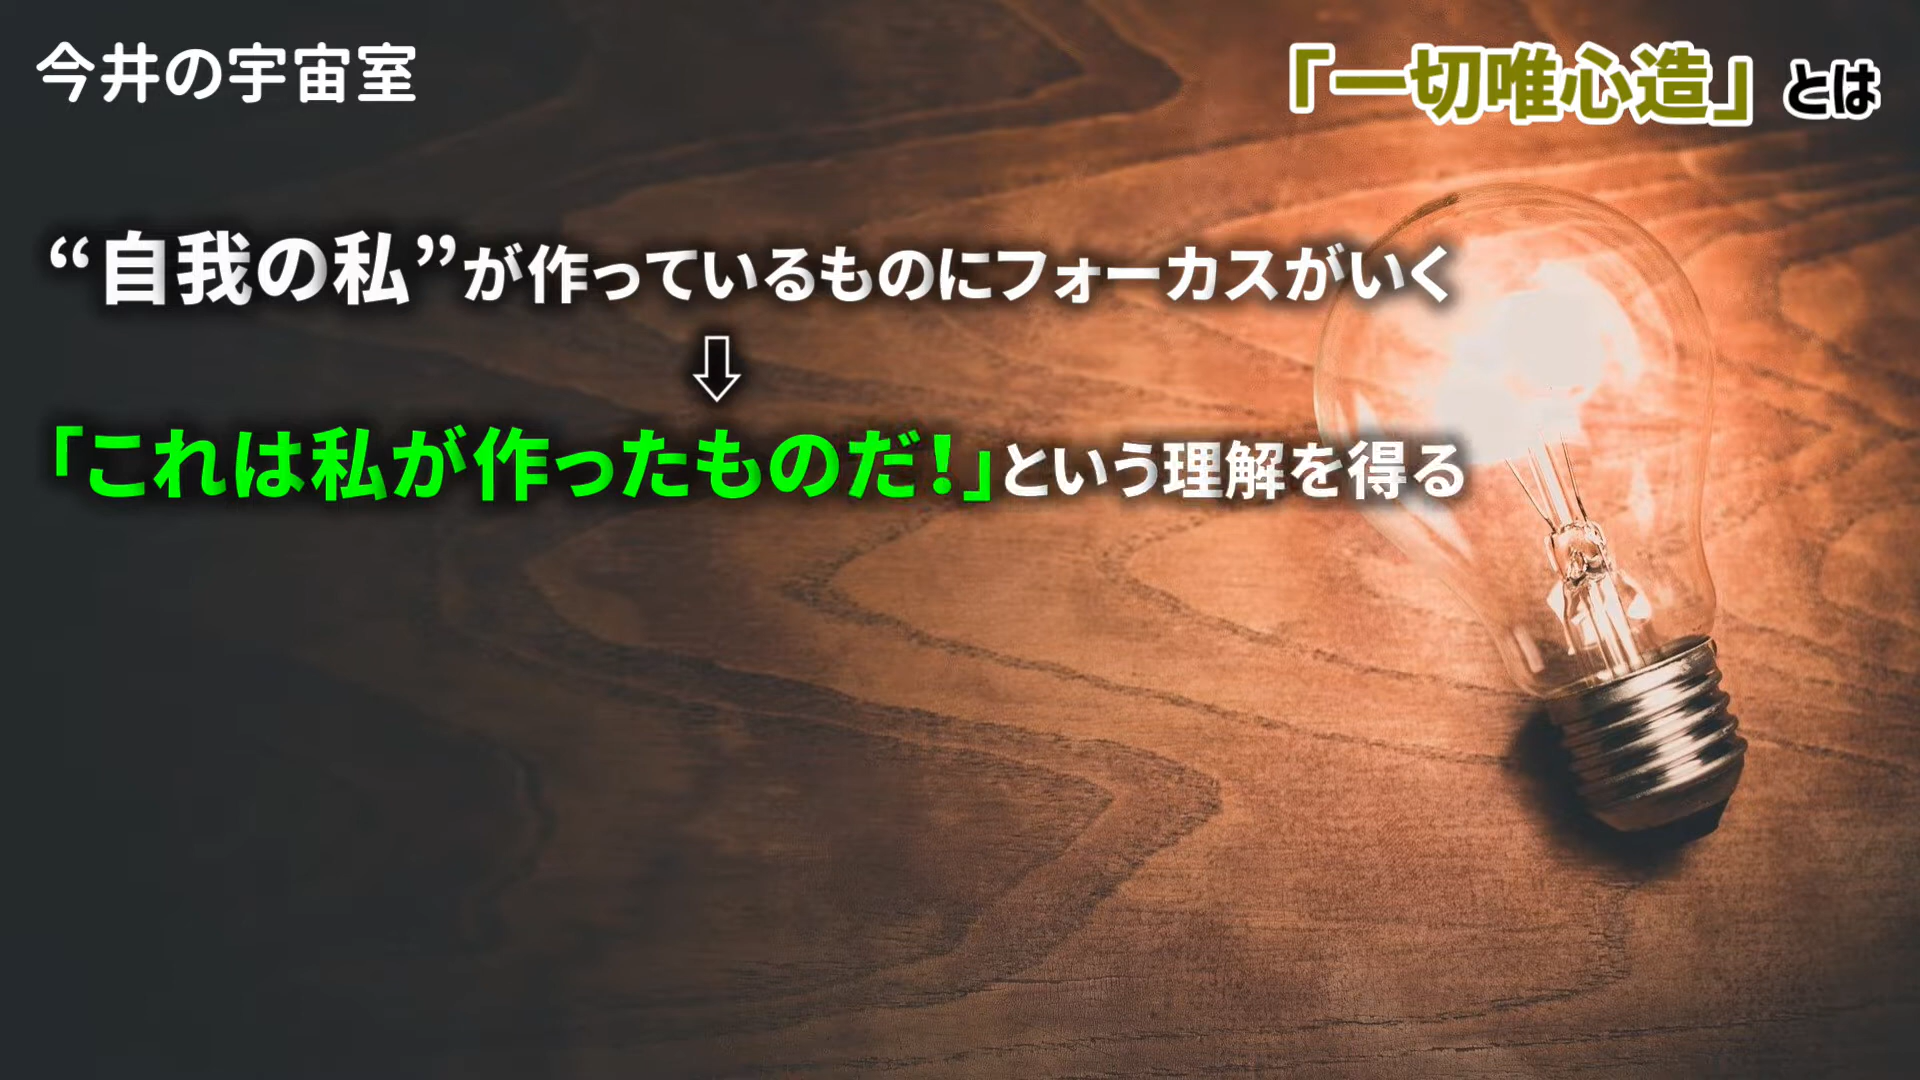 今井の宇宙室
「一切唯心造」とは
“自我の私”が作っているものにフォーカスがいく
⇩
「これは私が作ったものだ!」という理解を得る